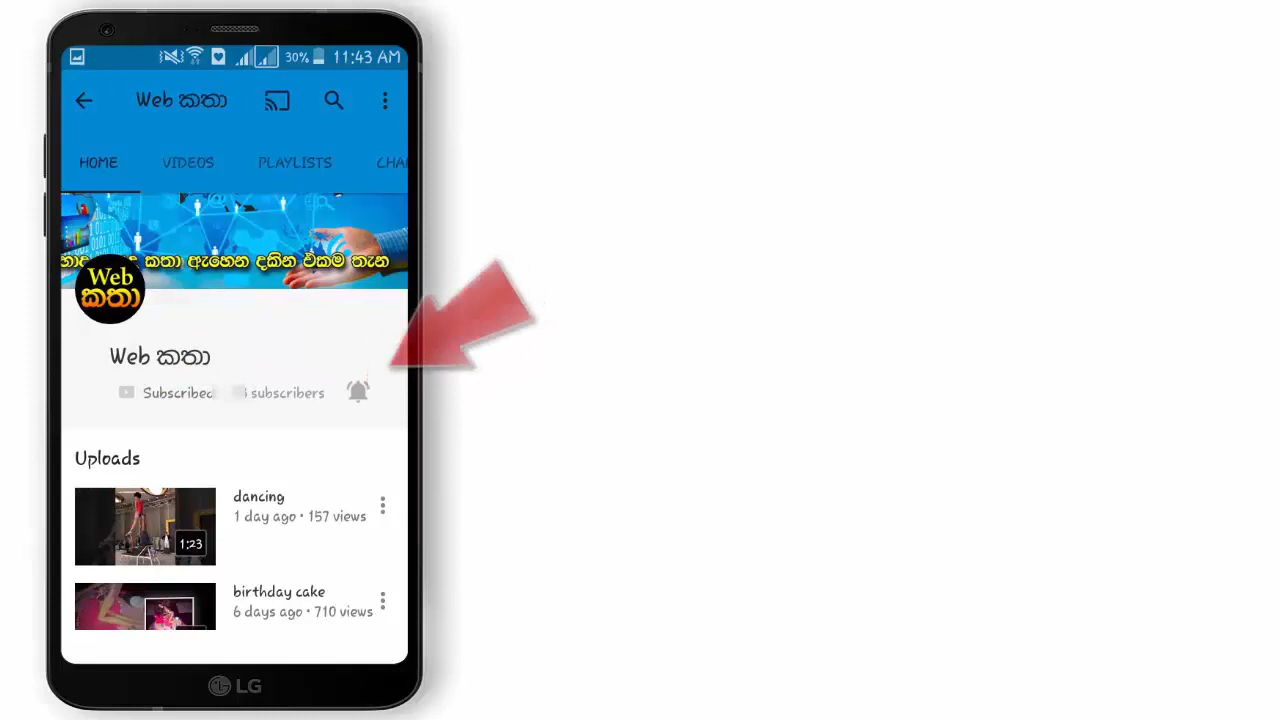 30% 11:43 AM
Web කතා
HOME VIDEOS PLAYLISTS
කතා ඇහෙන දකින එකම තැන
Web
කතා
Web කතා
Subscribed subscribers
Uploads
dancing
1 day ago • 157 views
1:23
birthday cake
6 days ago • 710 views
LG